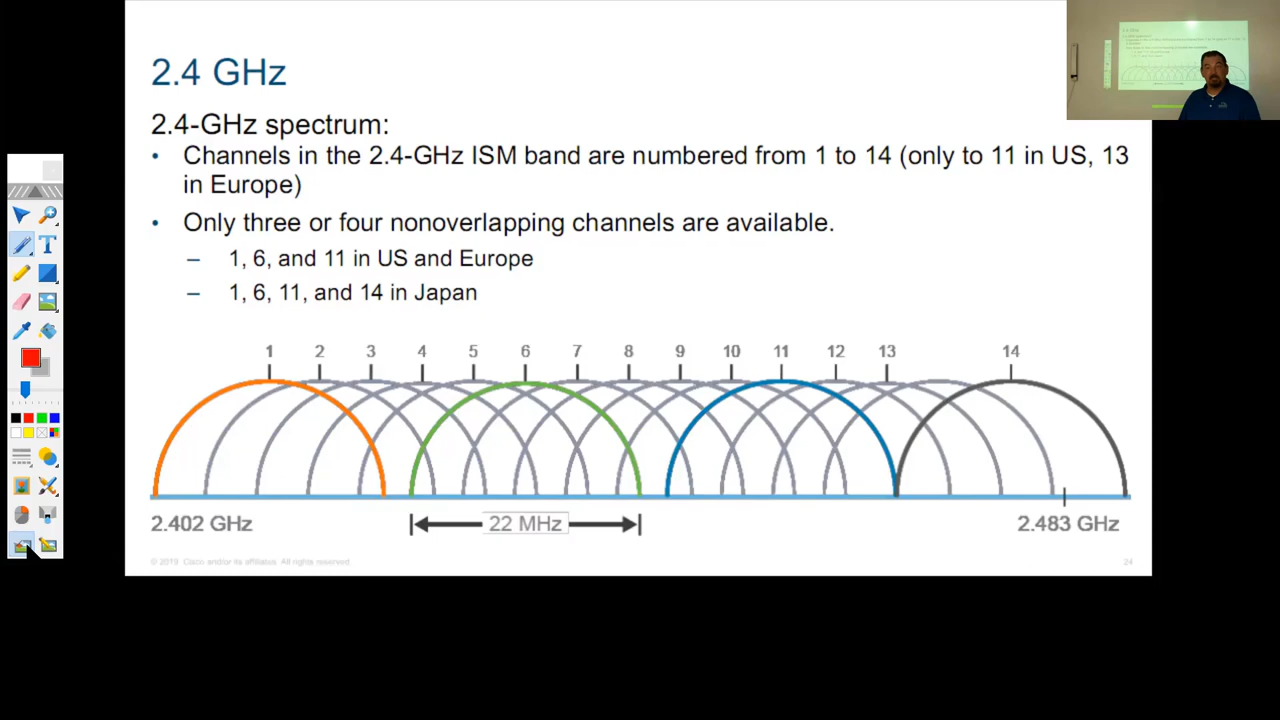 2.4 GHz
2.4-GHz spectrum:
• Channels in the 2.4-GHz ISM band are numbered from 1 to 14 (only to 11 in US, 13
in Europe)
• Only three or four nonoverlapping channels are available.
– 1, 6, and 11 in US and Europe
– 1, 6, 11, and 14 in Japan
1 2 3 4 5 6 7 8 9 10 11 12 13 14
2.402 GHz 22 MHz 2.483 GHz
© 2019 Cisco and/or its affiliates. All rights reserved 24
T